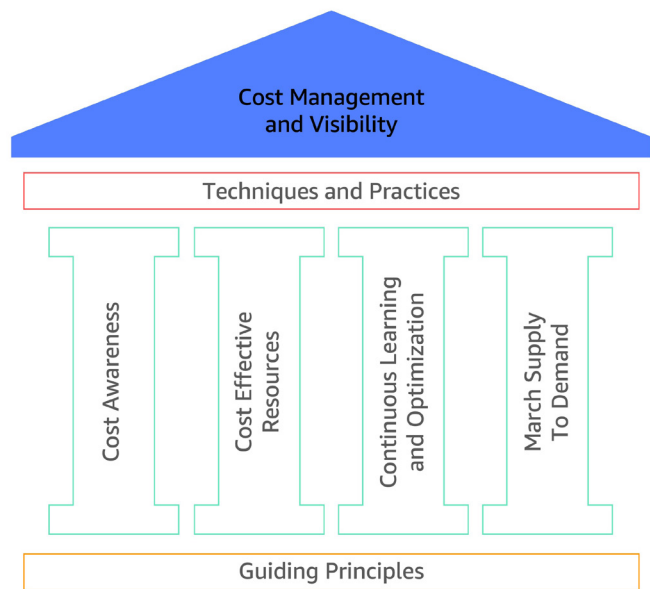 Cost Management
and Visibility
Techniques and Practices
Cost Awareness
Cost Effective
Resources
Continuous Learning
and Optimization
March Supply
To Demand
Guiding Principles